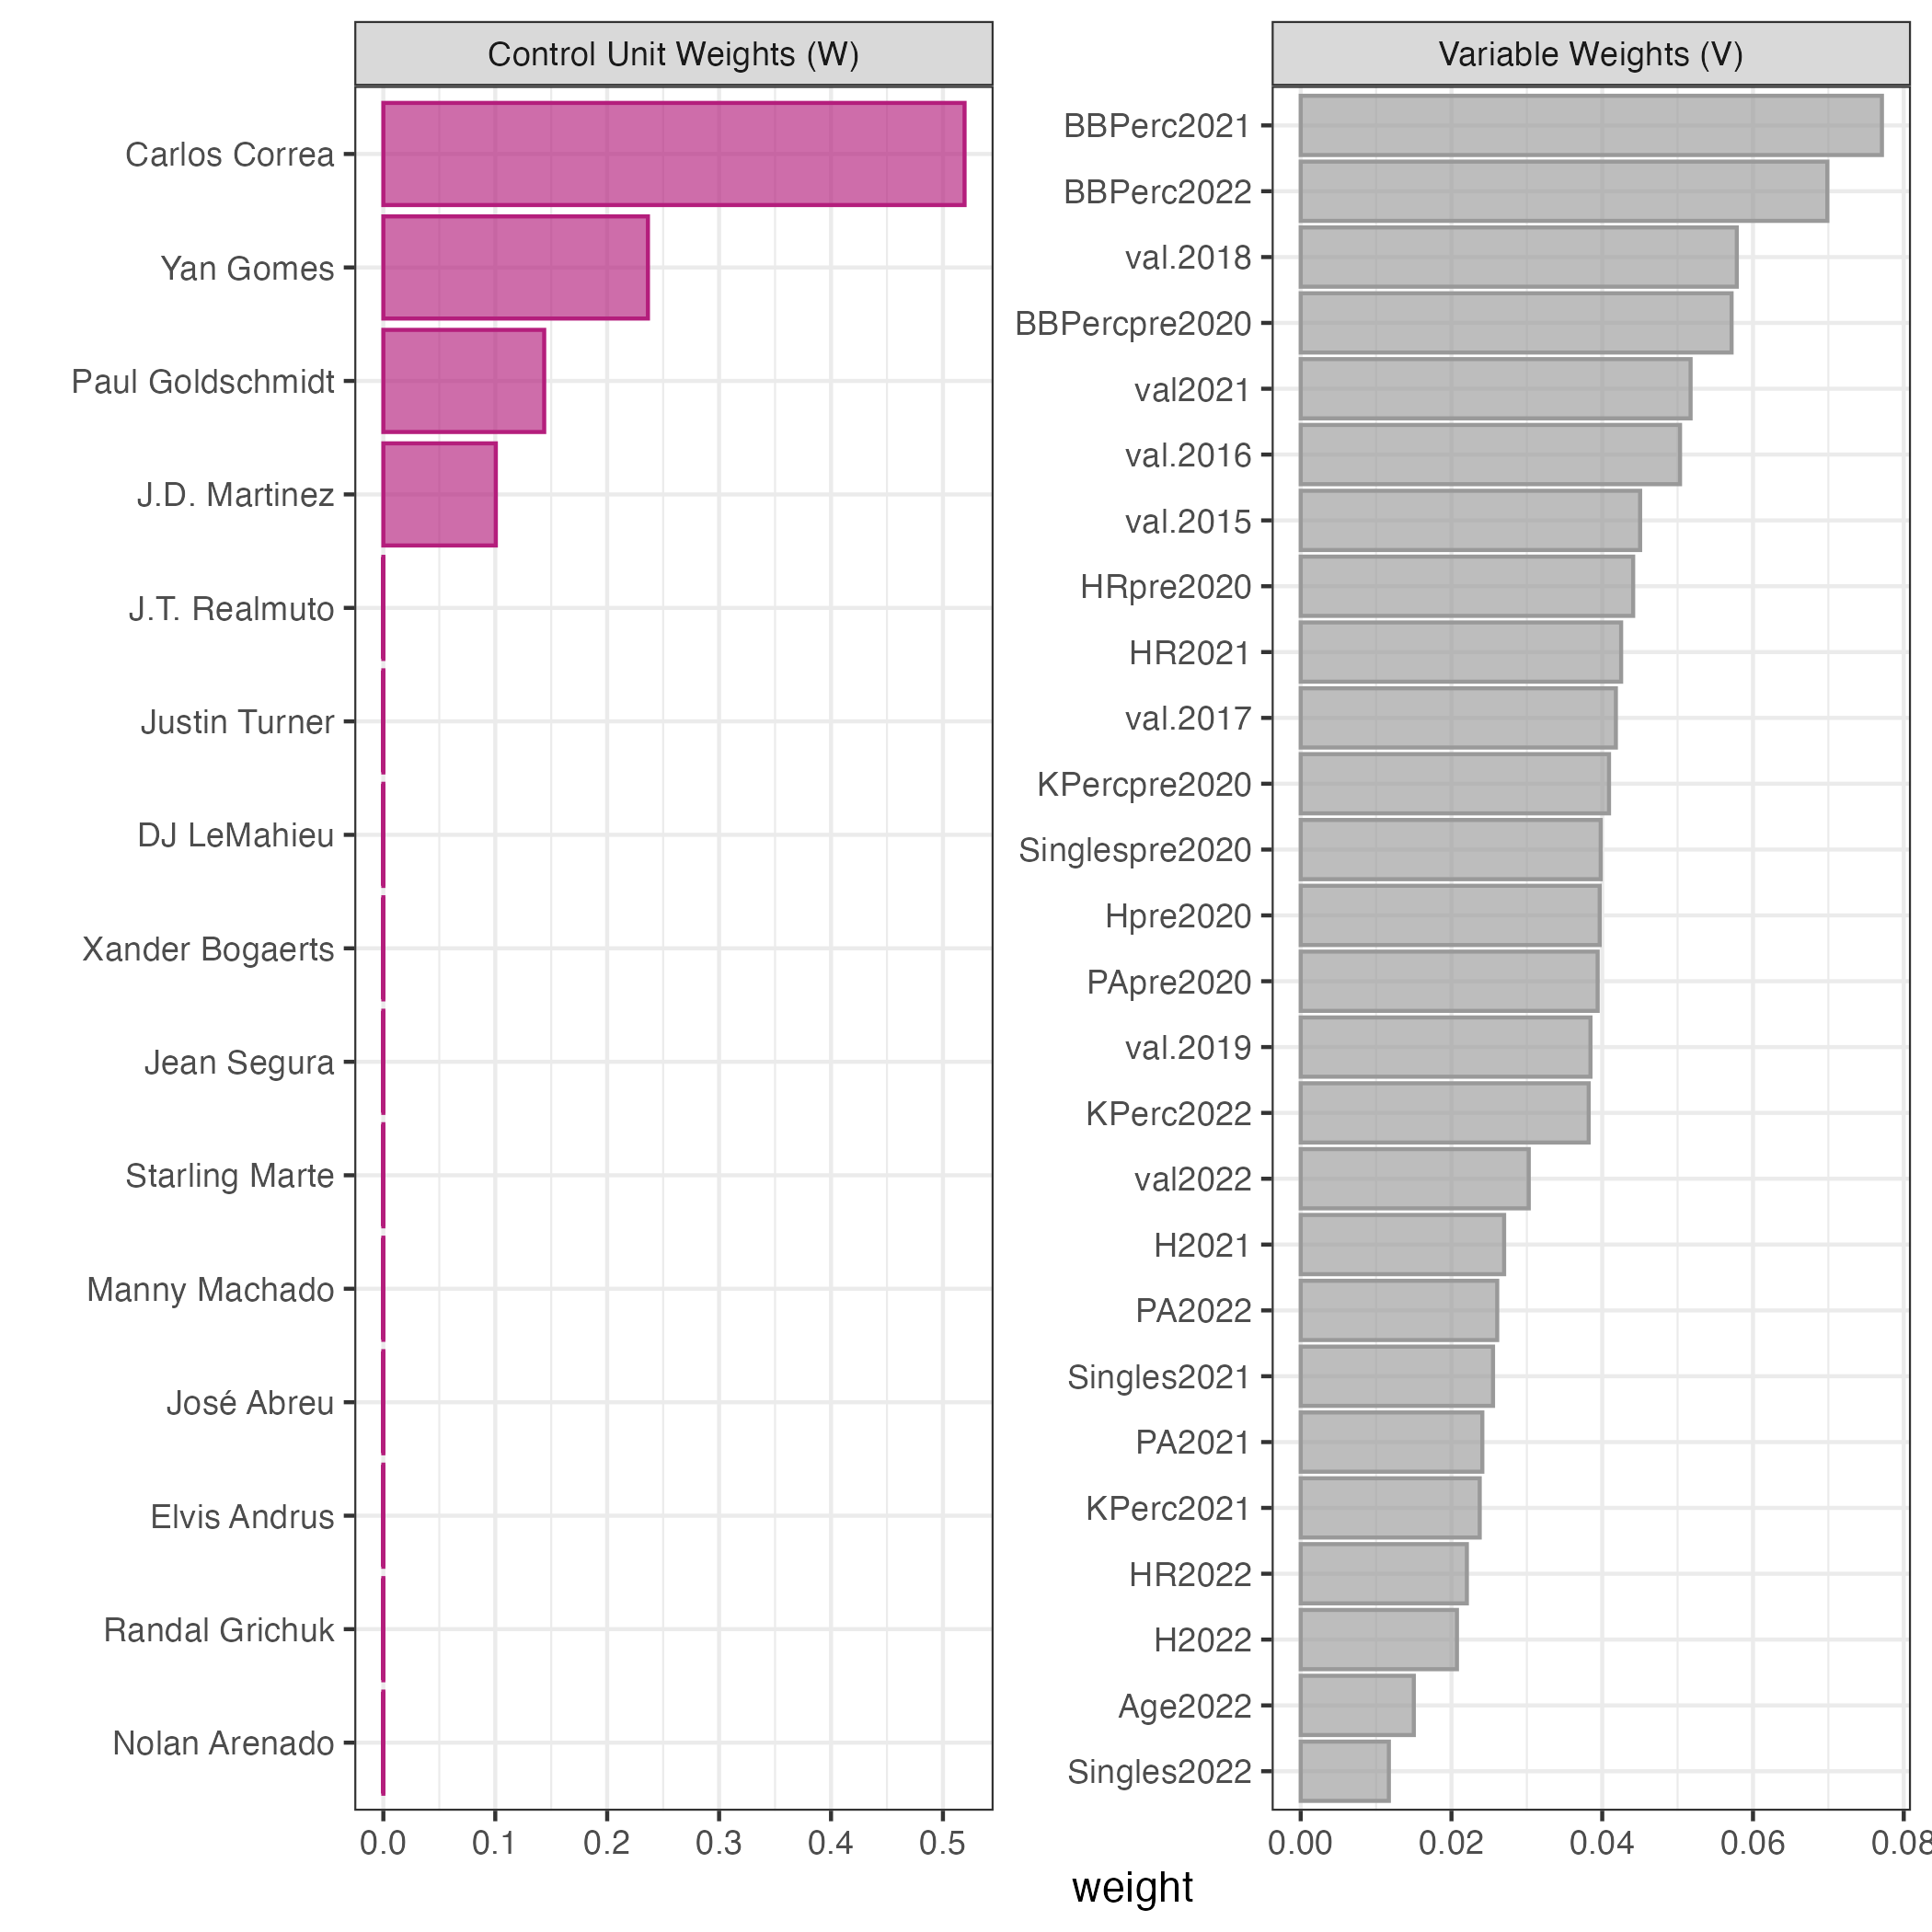 Control Unit Weights (W)
Carlos Correa
Yan Gomes
Paul Goldschmidt
J.D. Martinez
J.T. Realmuto
Justin Turner
DJ LeMahieu
Xander Bogaerts
Jean Segura
Starling Marte
Manny Machado
José Abreu
Elvis Andrus
Randal Grichuk
Nolan Arenado
0.0 0.1 0.2 0.3 0.4 0.5
Variable Weights (V)
BBPerc2021
BBPerc2022
val.2018
BBPercpre2020
val2021
val.2016
val.2015
HRpre2020
HR2021
val.2017
KPercpre2020
Singlespre2020
Hpre2020
PApre2020
val.2019
KPerc2022
val2022
H2021
PA2022
Singles2021
PA2021
KPerc2021
HR2022
H2022
Age2022
Singles2022
0.00 0.02 0.04 0.06 0.08
weight